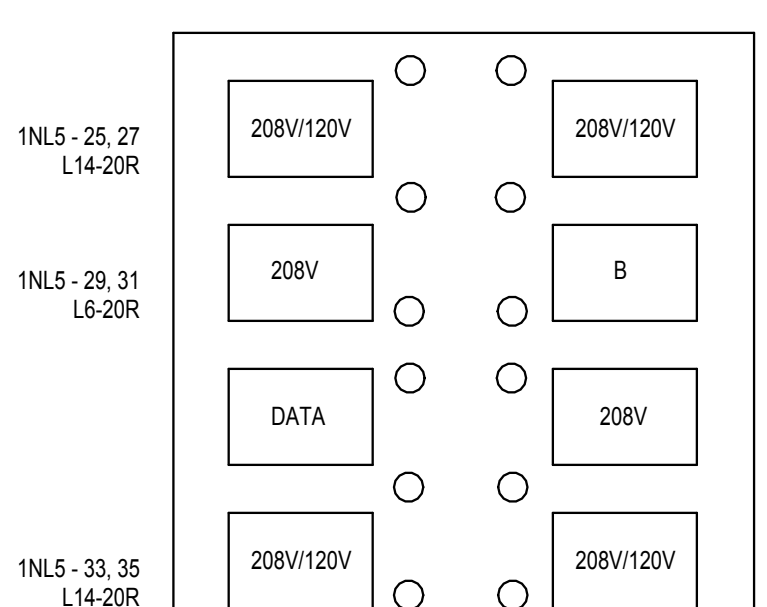 208V/120V
208V/120V
1NL5 - 25, 27
L14-20R
208V
B
1NL5 - 29, 31
L6-20R
DATA
208V
208V/120V
208V/120V
1NL5 - 33, 35
L14-20R